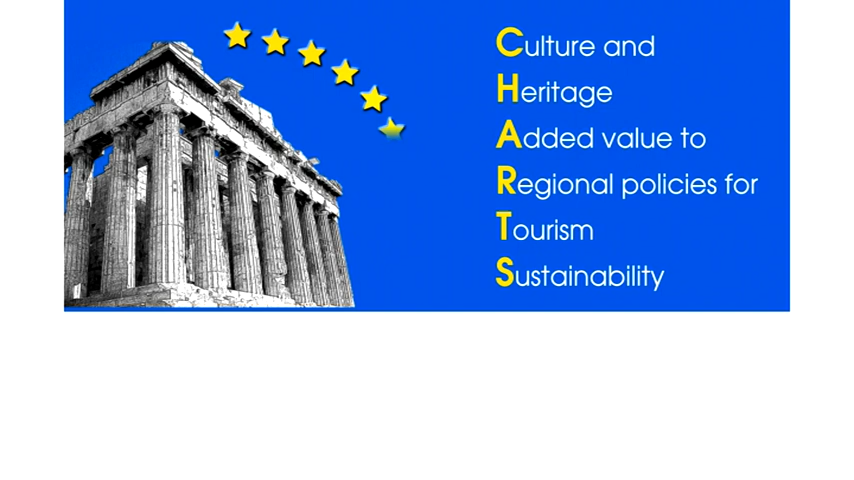 Culture and
Heritage
Added value to
Regional policies for
Tourism
Sustainability